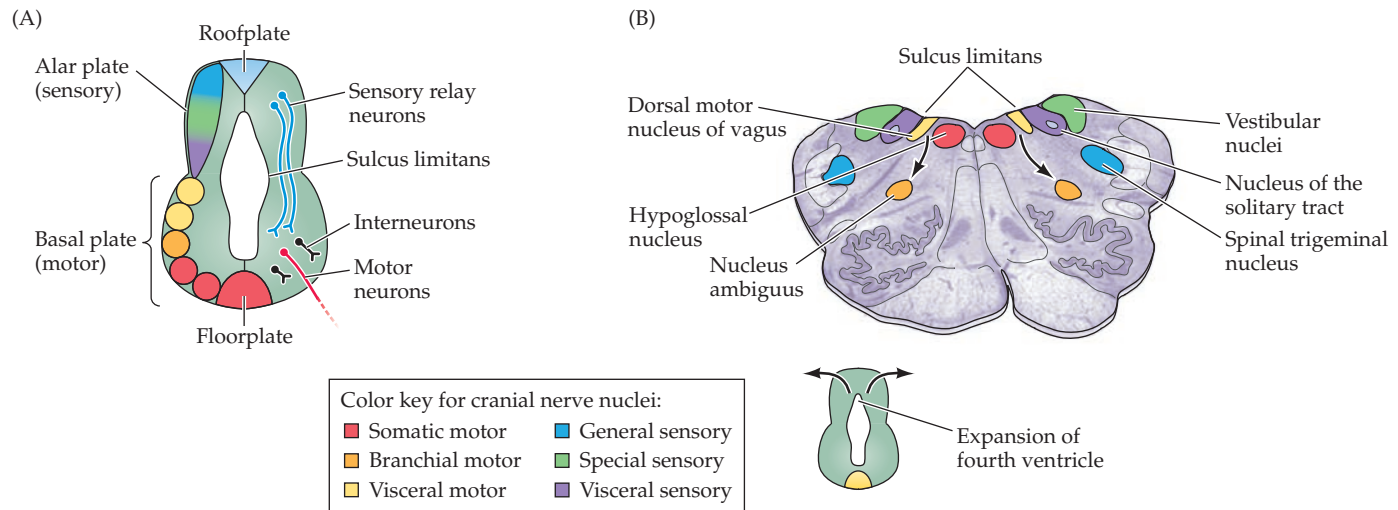 (A)
Roofplate
Alar plate
(sensory)
Sensory relay
neurons
Sulcus limitans
Interneurons
Basal plate
(motor)
Motor
neurons
Floorplate
(B)
Sulcus limitans
Dorsal motor
nucleus of vagus
Vestibular
nuclei
Nucleus of the
solitary tract
Hypoglossal
nucleus
Spinal trigeminal
nucleus
Nucleus
ambiguus
Color key for cranial nerve nuclei:
Somatic motor
General sensory
Branchial motor
Special sensory
Visceral motor
Visceral sensory
Expansion of
fourth ventricle